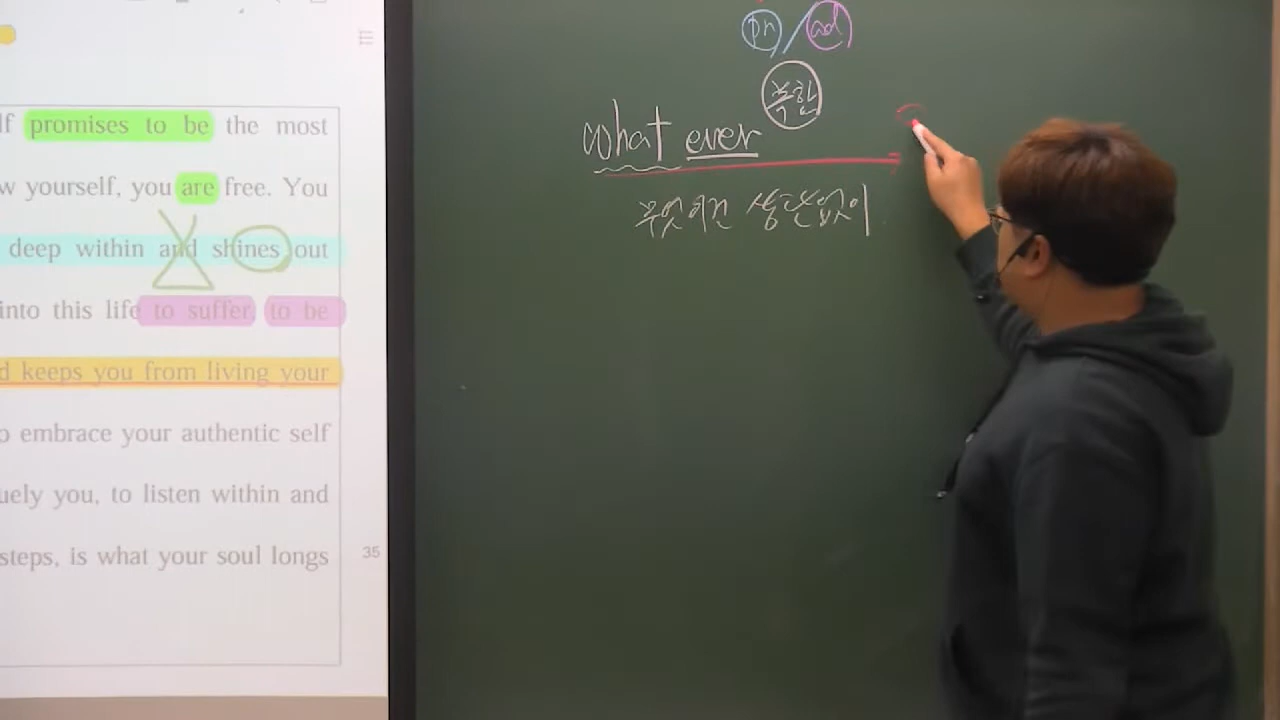 lf promises to be the most
w yourself, you are free. You
deep within and shines out
into this life to suffer, to be
d keeps you from living your
o embrace your authentic self
uely you, to listen within and
steps, is what your soul longs
35
pn / ad
복합
what ever
무엇이건 상관없이